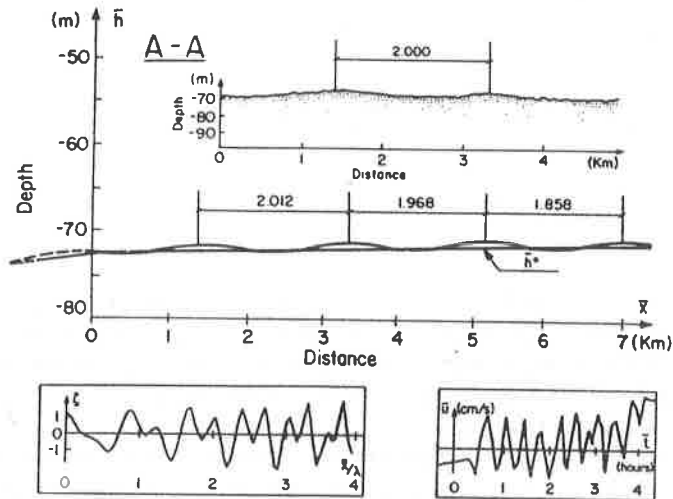 (m) h̄
A-A
-50
-60
-70
-80
Depth
2.000
(m)
-70
-80
-90
Depth
0 1 2 3 4 (Km)
Distance
2.012 1.968 1.858
h̄°
x̄
0 1 2 3 4 5 6 7 (Km)
Distance
ζ
1
0
-1
x̄/λ
0 1 2 3 4
ū (cm/s)
t̄
(hours)
0 1 2 3 4